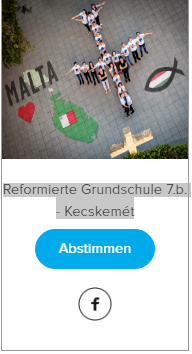 MALTA
Reformierte Grundschule 7.b.
- Kecskemét
Abstimmen
f